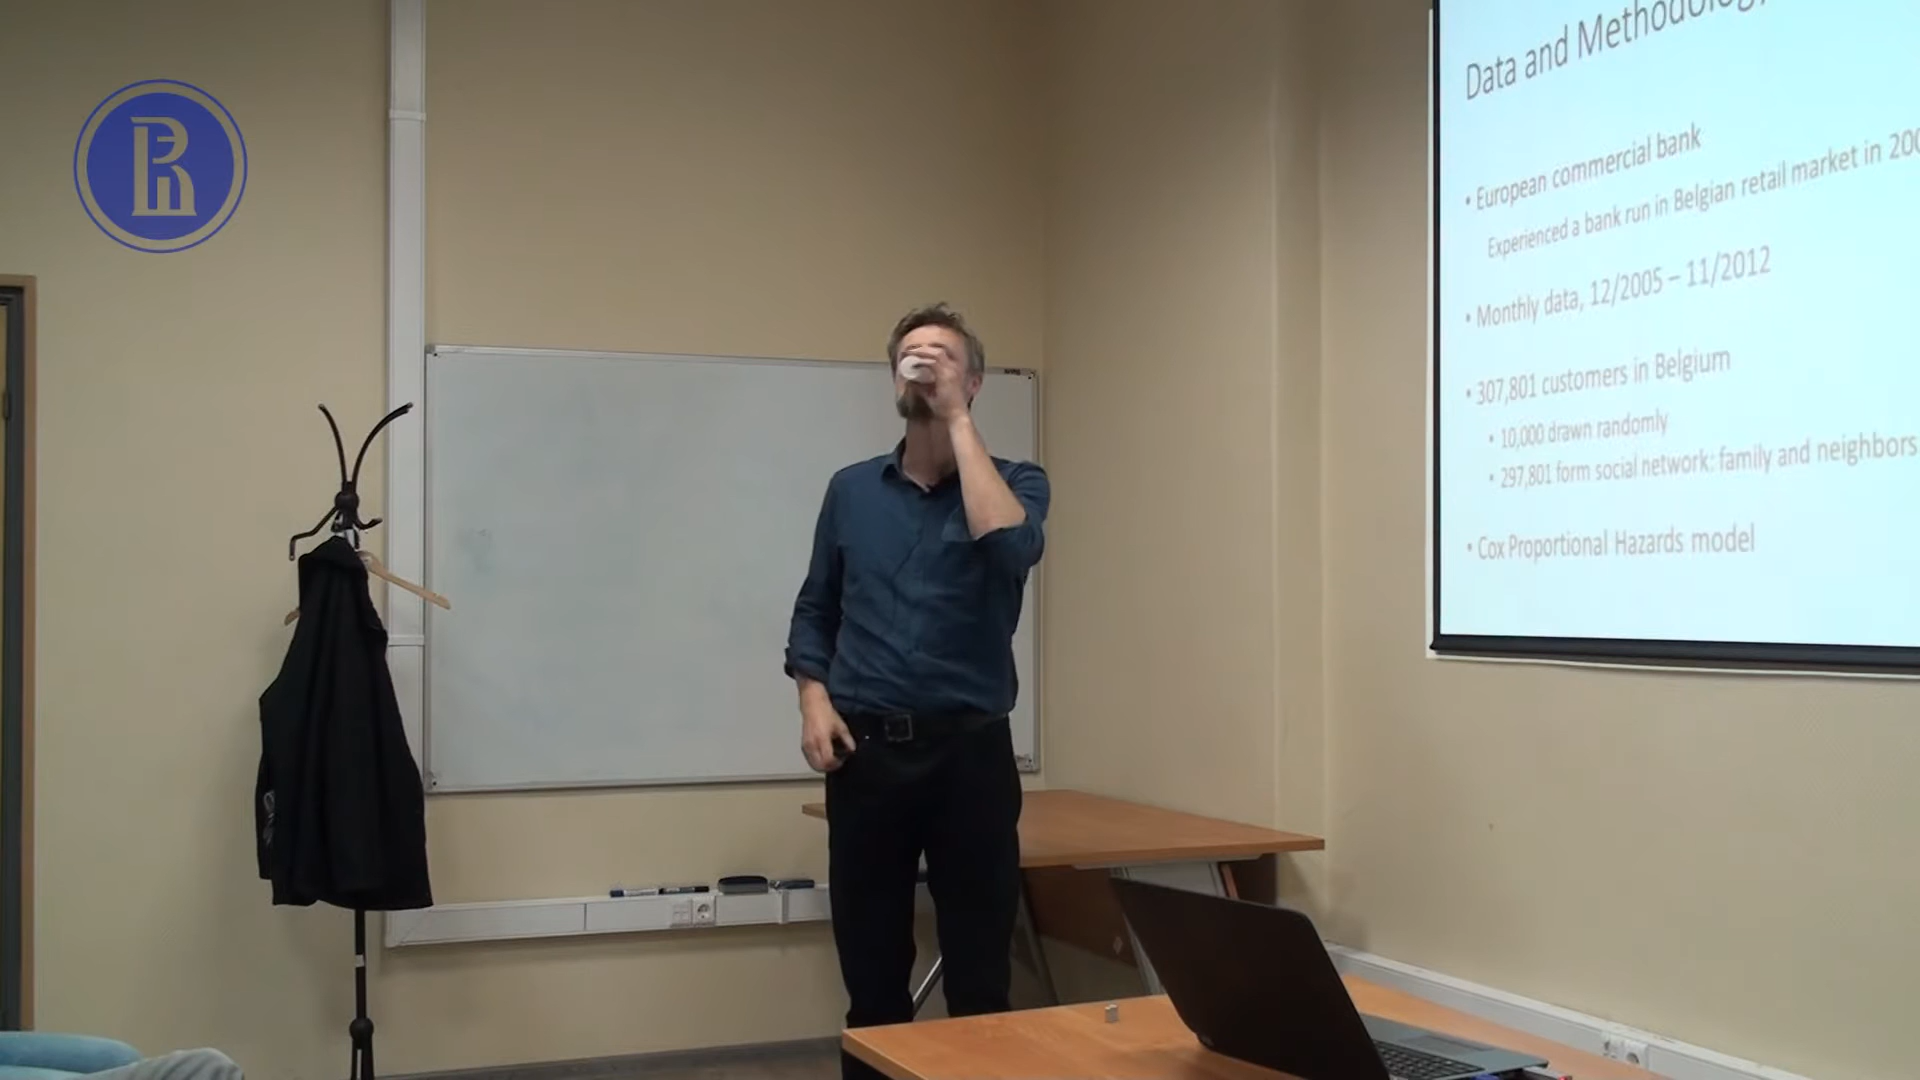 Data and Methodology
• European commercial bank
Experienced a bank run in Belgian retail market in
• Monthly data, 12/2005 – 11/2012
• 307,801 customers in Belgium
• 10,000 drawn randomly
• 297,801 form social network: family and neighbors
• Cox Proportional Hazards model